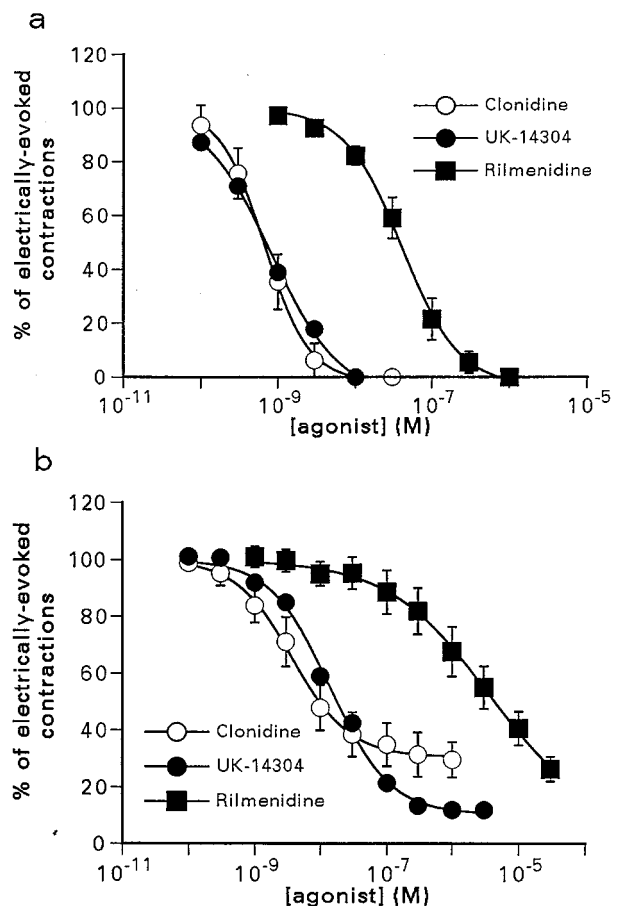 a
120
100
80
60
40
20
0
% of electrically-evoked
contractions
Clonidine
UK-14304
Rilmenidine
10-11
10-9
10-7
10-5
[agonist] (M)
b
120
100
80
60
40
20
0
% of electrically-evoked
contractions
Clonidine
UK-14304
Rilmenidine
10-11
10-9
10-7
10-5
[agonist] (M)